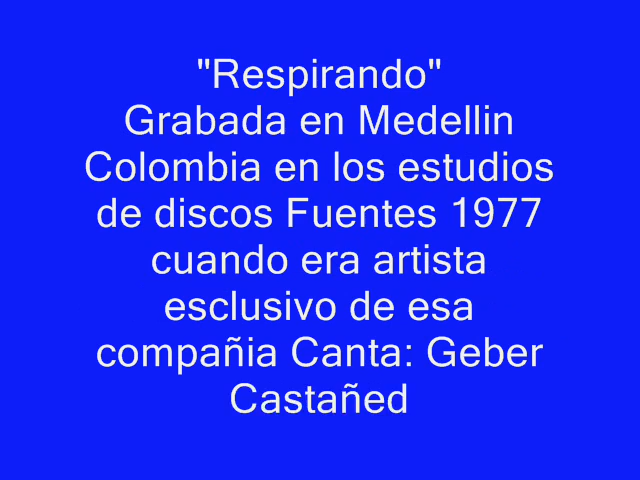 "Respirando"
Grabada en Medellin
Colombia en los estudios
de discos Fuentes 1977
cuando era artista
esclusivo de esa
compañia Canta: Geber
Castañed